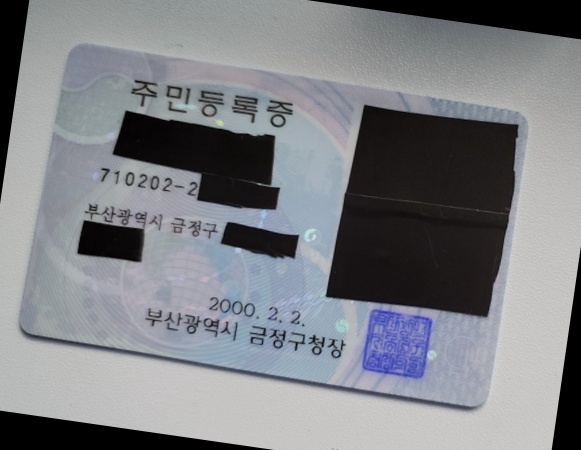 주민등록증
710202-2
부산광역시 금정구
2000. 2. 2.
부산광역시 금정구청장